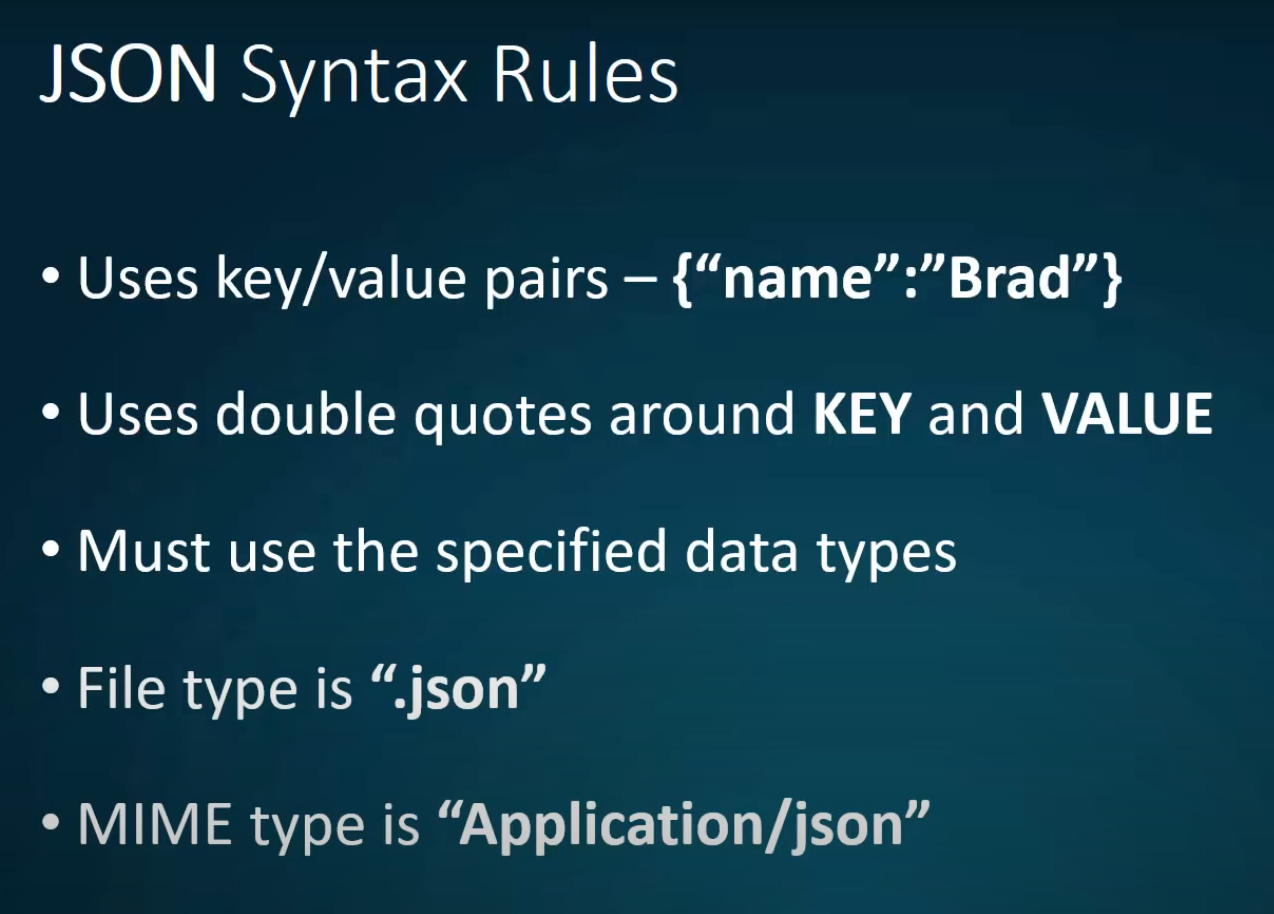 JSON Syntax Rules
• Uses key/value pairs – {“name”:”Brad”}
• Uses double quotes around KEY and VALUE
• Must use the specified data types
• File type is “.json”
• MIME type is “Application/json”